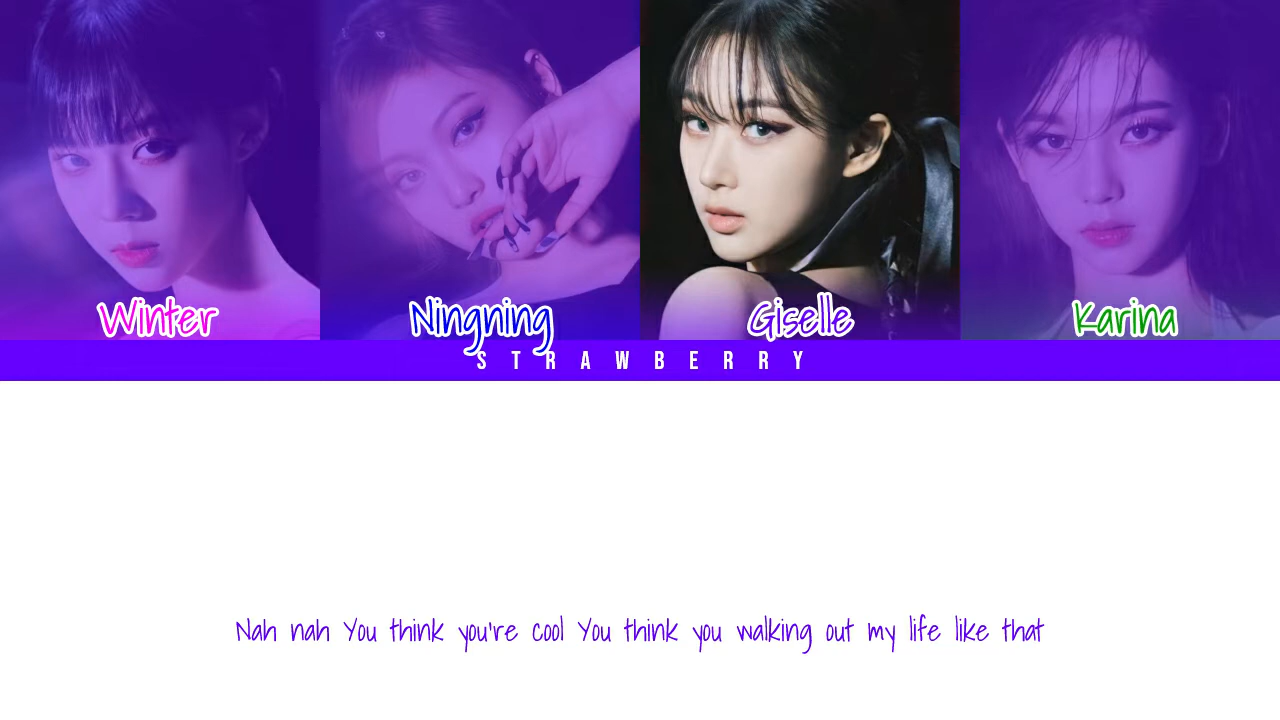 Winter
Ningning
Giselle
Karina
STRAWBERRY
Nah nah You think you're cool You think you walking out my life like that